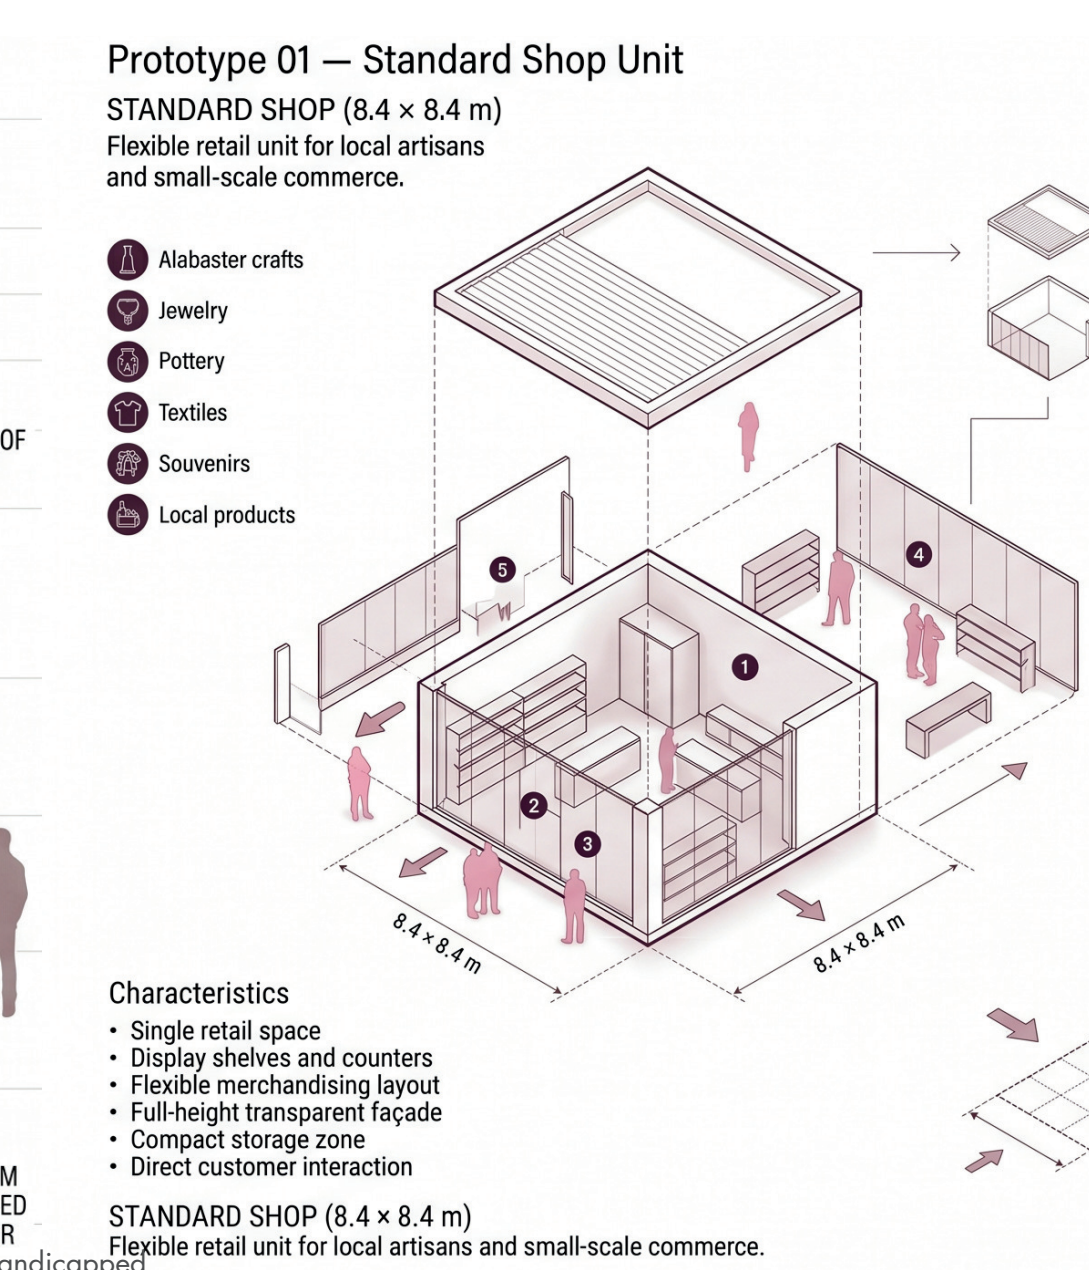 Prototype 01 — Standard Shop Unit
STANDARD SHOP (8.4 × 8.4 m)
Flexible retail unit for local artisans
and small-scale commerce.
Alabaster crafts
Jewelry
Pottery
Textiles
Souvenirs
Local products
OF
5
4
1
2
3
8.4 × 8.4 m
8.4 × 8.4 m
Characteristics
• Single retail space
• Display shelves and counters
• Flexible merchandising layout
• Full-height transparent façade
• Compact storage zone
• Direct customer interaction
M
ED
R
andicapped
STANDARD SHOP (8.4 × 8.4 m)
Flexible retail unit for local artisans and small-scale commerce.